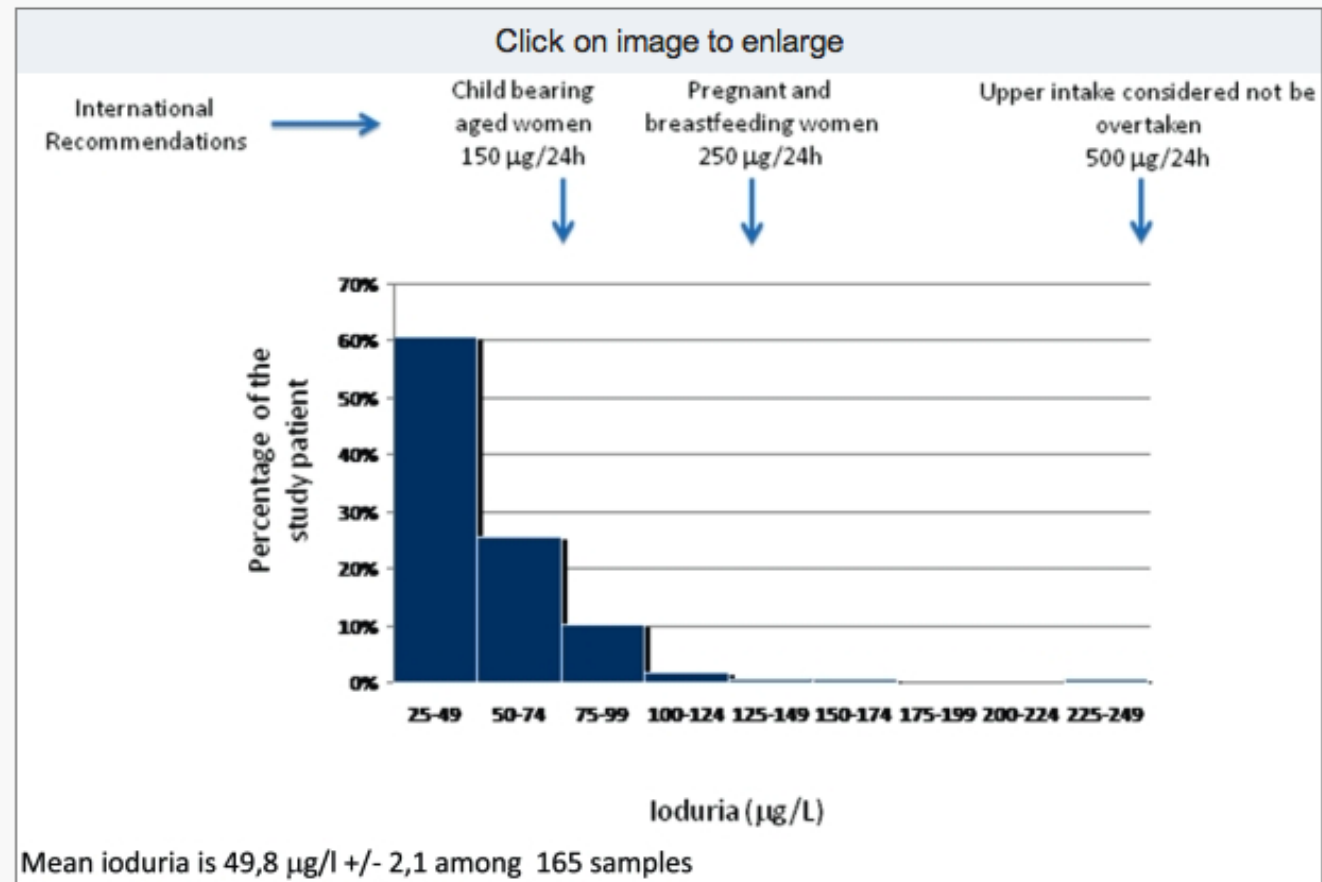 Click on image to enlarge
International
Recommendations
Child bearing
aged women
150 µg/24h
Pregnant and
breastfeeding women
250 µg/24h
Upper intake considered not be
overtaken
500 µg/24h
70%
60%
50%
40%
30%
20%
10%
0%
Percentage of the
study patient
25-49 50-74 75-99 100-124 125-149 150-174 175-199 200-224 225-249
Ioduria (µg/L)
Mean ioduria is 49,8 µg/l +/- 2,1 among 165 samples